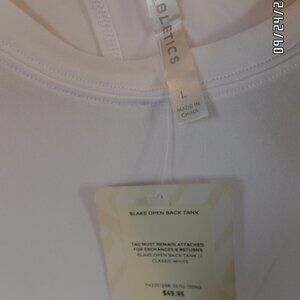 09/24/2
BLETICS
L
MADE IN
CHINA
BLAKE OPEN BACK TANK
TAG MUST REMAIN ATTACHED
FOR EXCHANGES & RETURNS
BLAKE OPEN BACK TANK | L
CLASSIC WHITE
$49.95